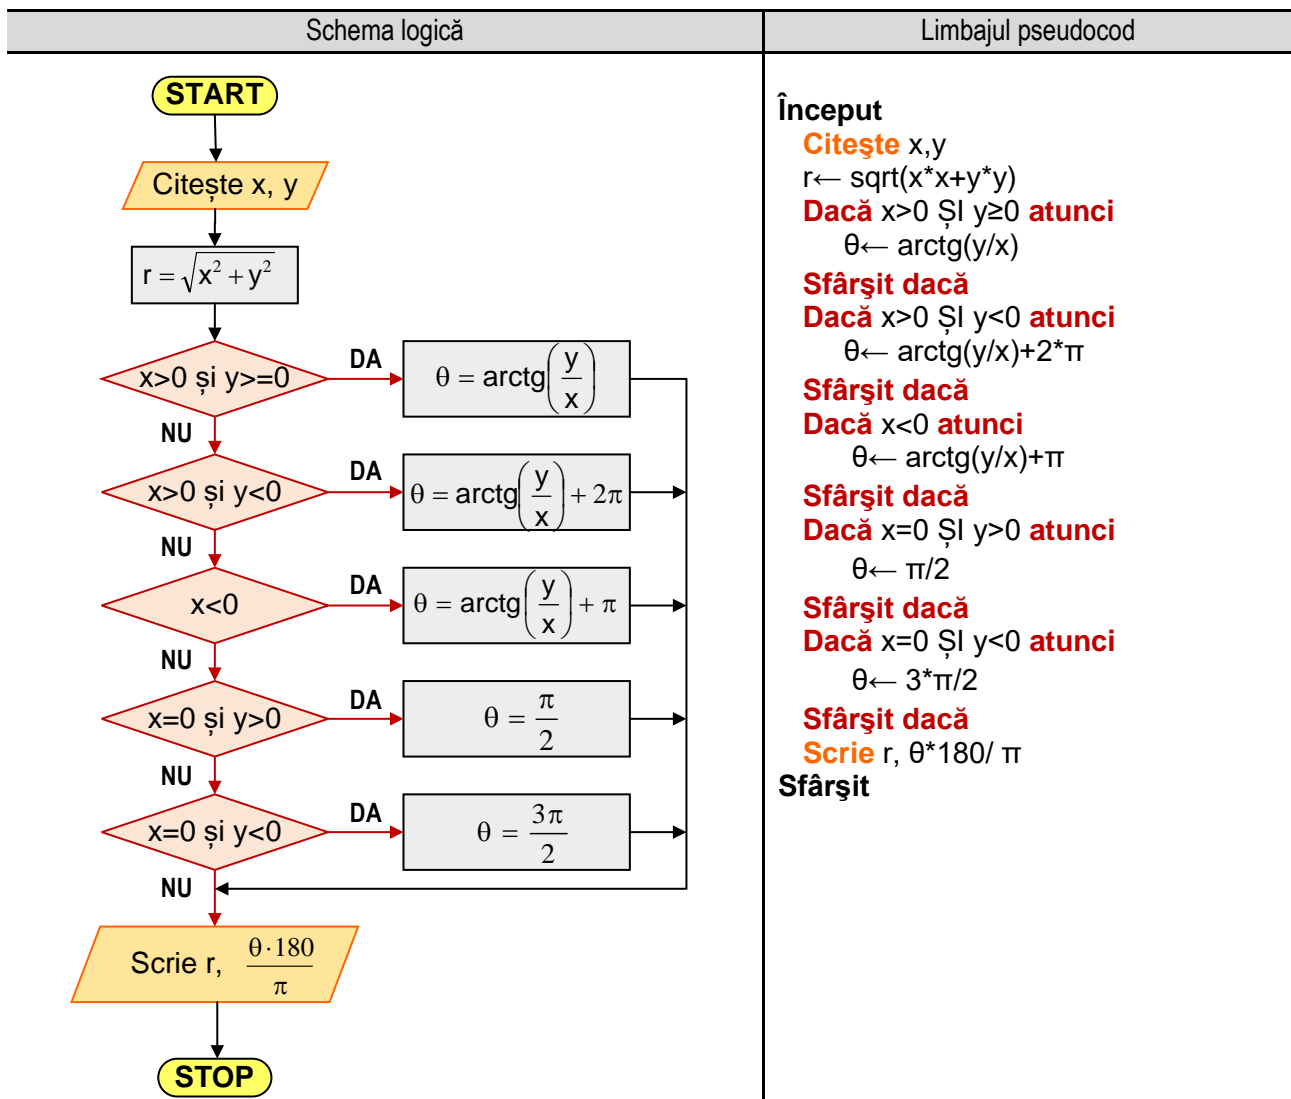 Schema logică
Limbajul pseudocod
START
Citește x, y
r = √x² + y²
x>0 și y>=0
DA
θ = arctg(y/x)
NU
x>0 și y<0
DA
θ = arctg(y/x) + 2π
NU
x<0
DA
θ = arctg(y/x) + π
NU
x=0 și y>0
DA
θ = π/2
NU
x=0 și y<0
DA
θ = 3π/2
NU
Scrie r, θ·180/π
STOP
Început
Citeşte x,y
r← sqrt(x*x+y*y)
Dacă x>0 ȘI y≥0 atunci
θ← arctg(y/x)
Sfârşit dacă
Dacă x>0 ȘI y<0 atunci
θ← arctg(y/x)+2*π
Sfârşit dacă
Dacă x<0 atunci
θ← arctg(y/x)+π
Sfârşit dacă
Dacă x=0 ȘI y>0 atunci
θ← π/2
Sfârşit dacă
Dacă x=0 ȘI y<0 atunci
θ← 3*π/2
Sfârşit dacă
Scrie r, θ*180/ π
Sfârşit